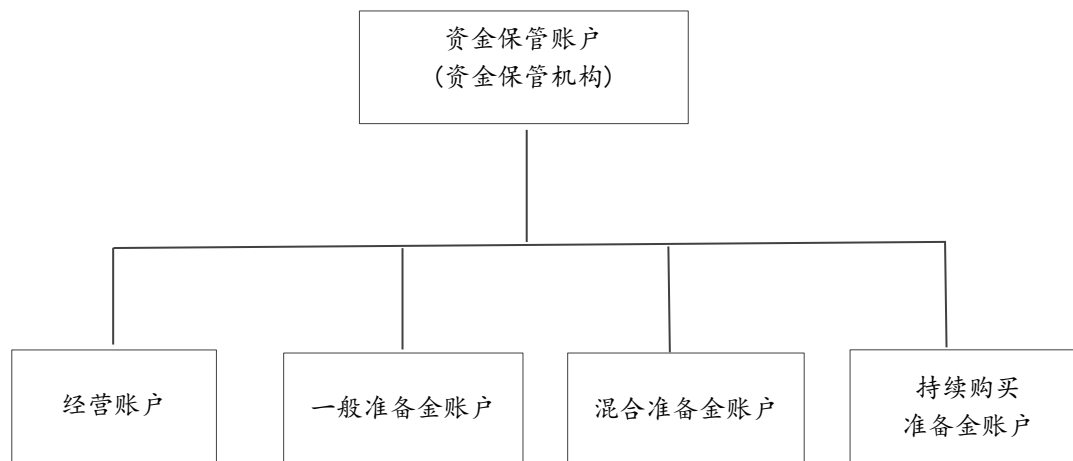 资金保管账户
(资金保管机构)
经营账户
一般准备金账户
混合准备金账户
持续购买
准备金账户